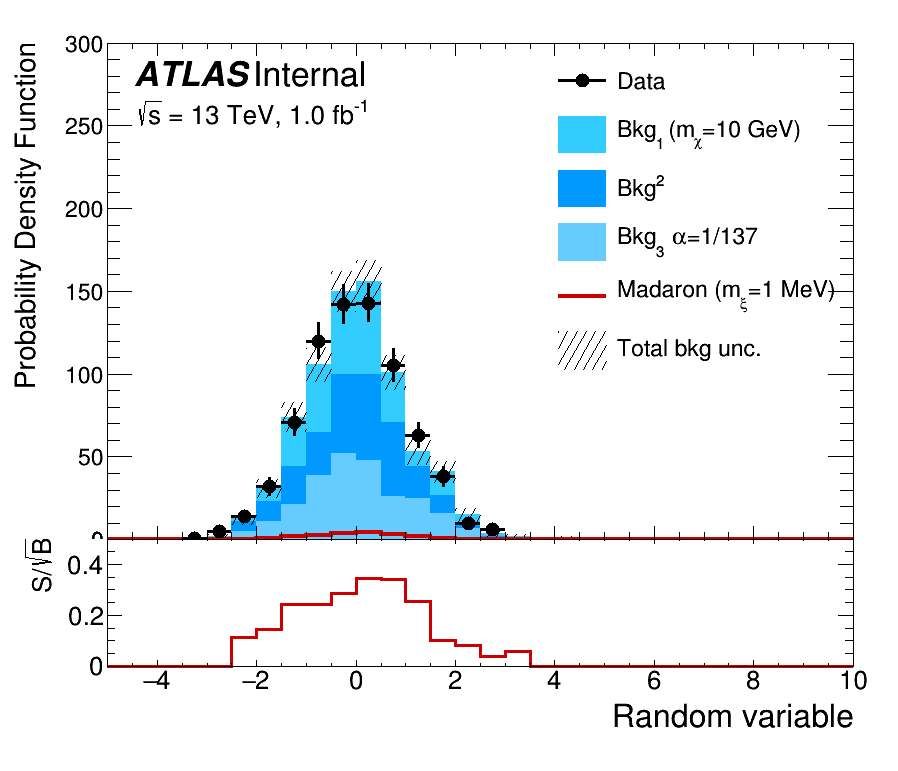 300
250
200
150
100
50
0
Probability Density Function
ATLAS Internal
√s = 13 TeV, 1.0 fb⁻¹
Data
Bkg₁ (mᵪ=10 GeV)
Bkg²
Bkg₃ α=1/137
Madaron (m_ξ=1 MeV)
Total bkg unc.
S/√B
0.4
0.2
0
−4 −2 0 2 4 6 8 10
Random variable